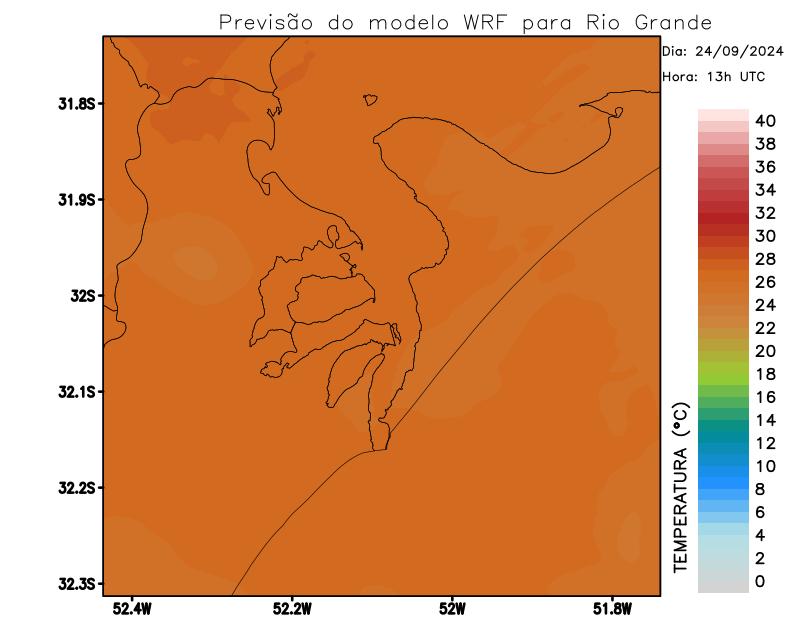 Previsão do modelo WRF para Rio Grande
Dia: 24/09/2024
Hora: 13h UTC
31.8S
31.9S
32S
32.1S
32.2S
32.3S
52.4W
52.2W
52W
51.8W
TEMPERATURA (ºC)
40
38
36
34
32
30
28
26
24
22
20
18
16
14
12
10
8
6
4
2
0